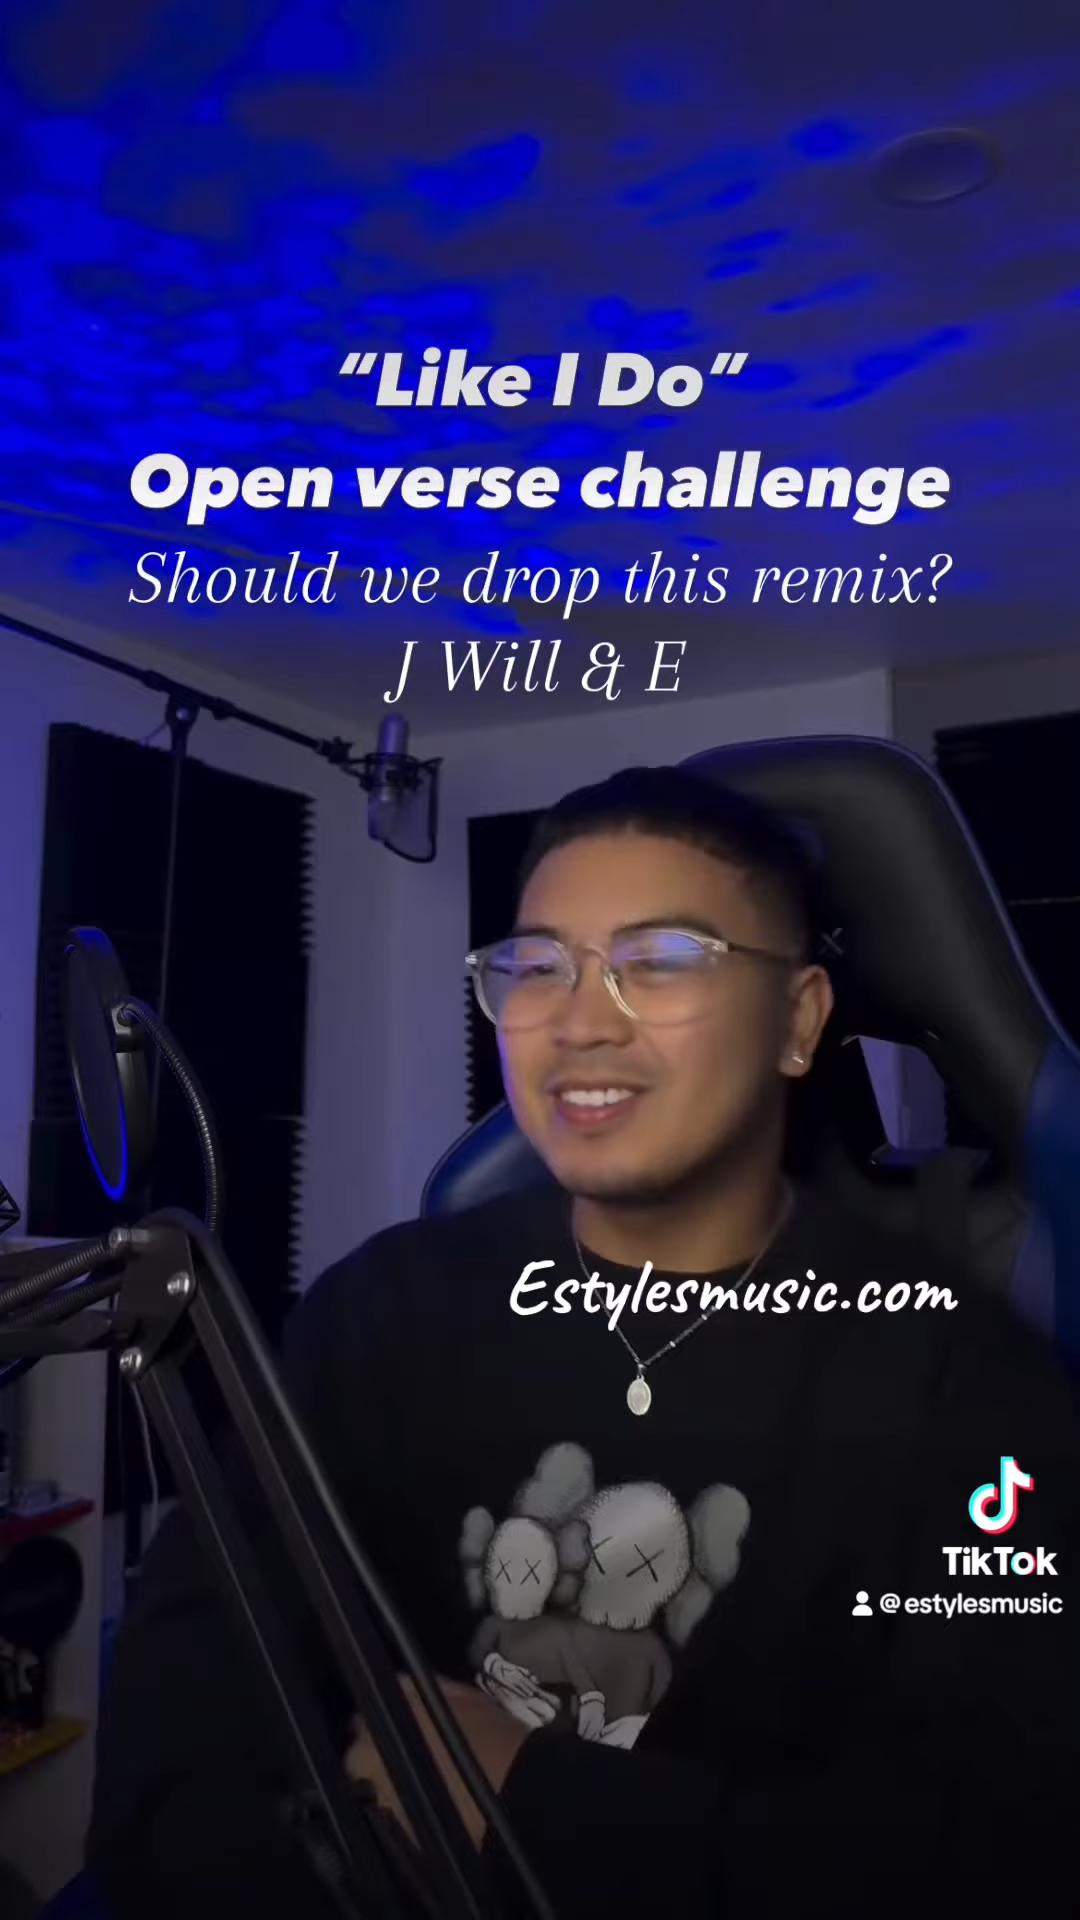 “Like I Do”
Open verse challenge
Should we drop this remix?
J Will & E
Estylesmusic.com
TikTok
@estylesmusic